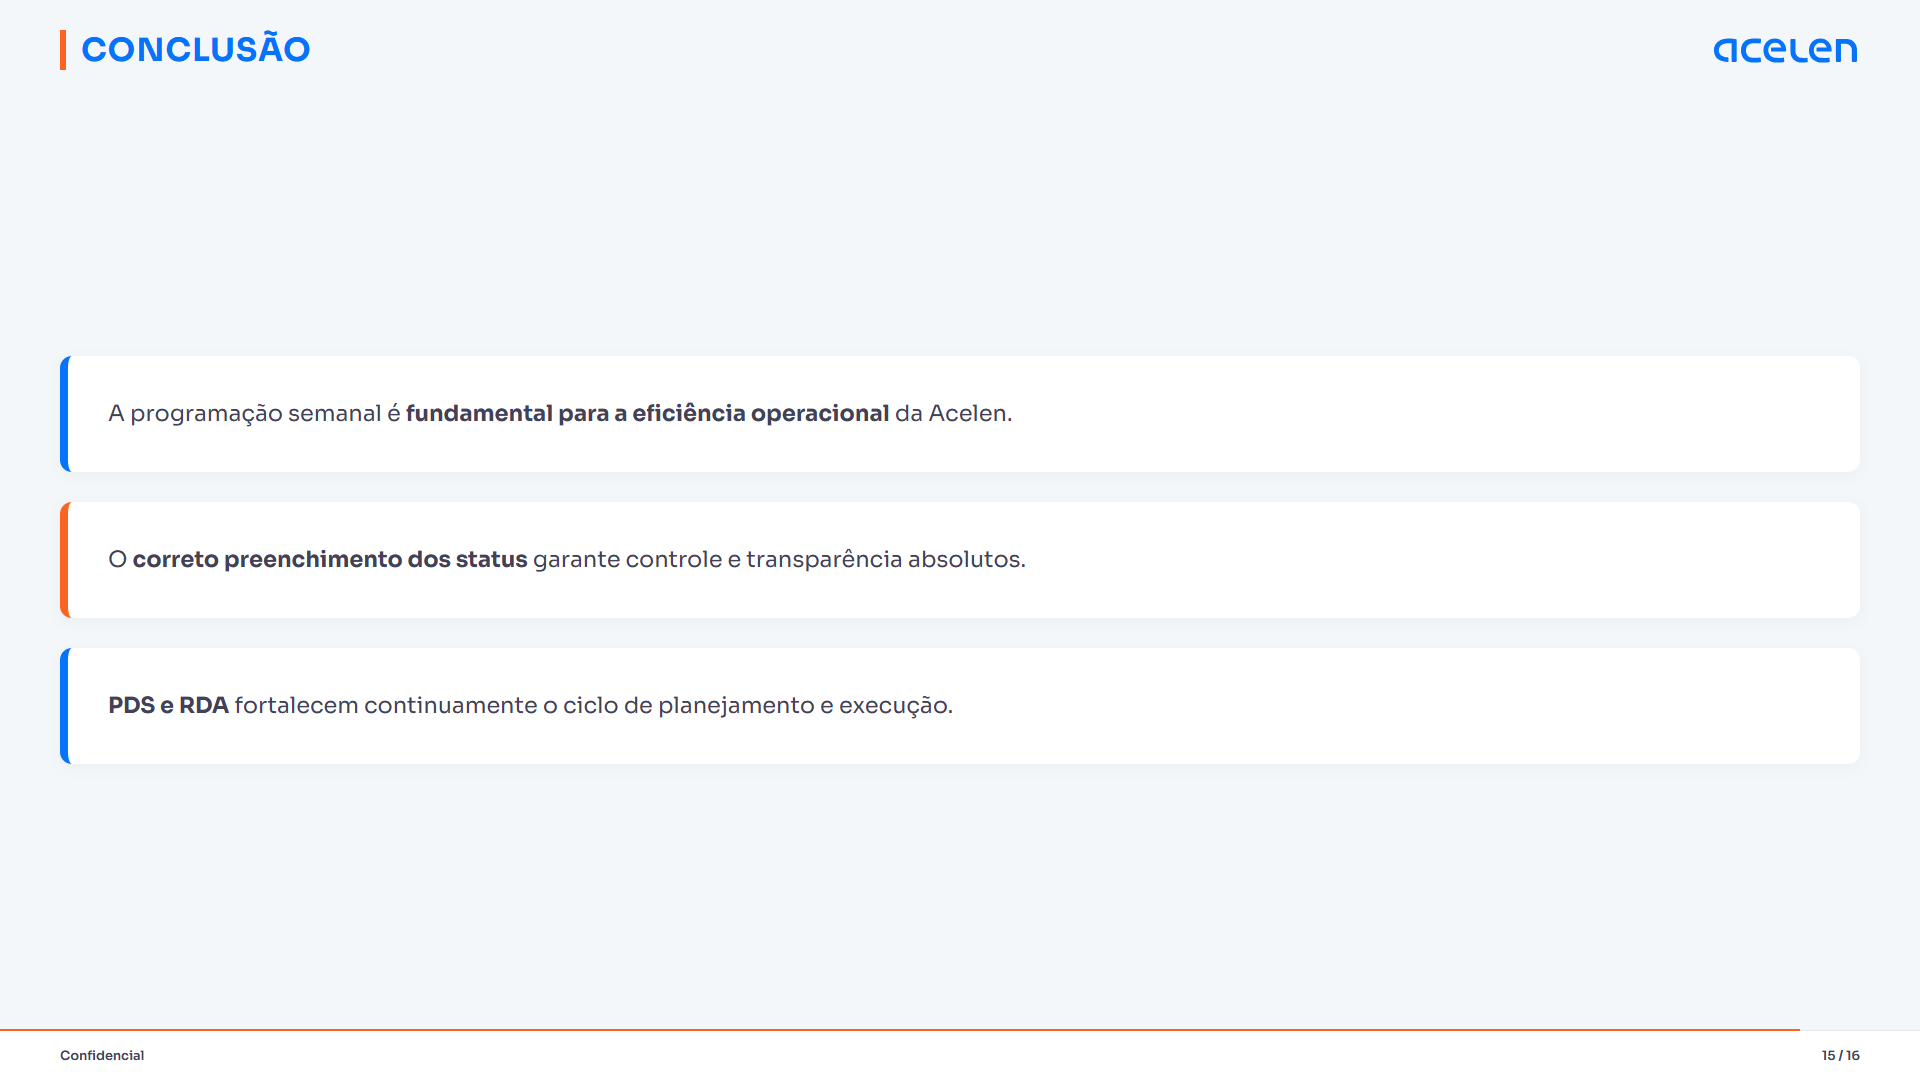 CONCLUSÃO
acelen
A programação semanal é fundamental para a eficiência operacional da Acelen.
O correto preenchimento dos status garante controle e transparência absolutos.
PDS e RDA fortalecem continuamente o ciclo de planejamento e execução.
Confidencial
15 / 16